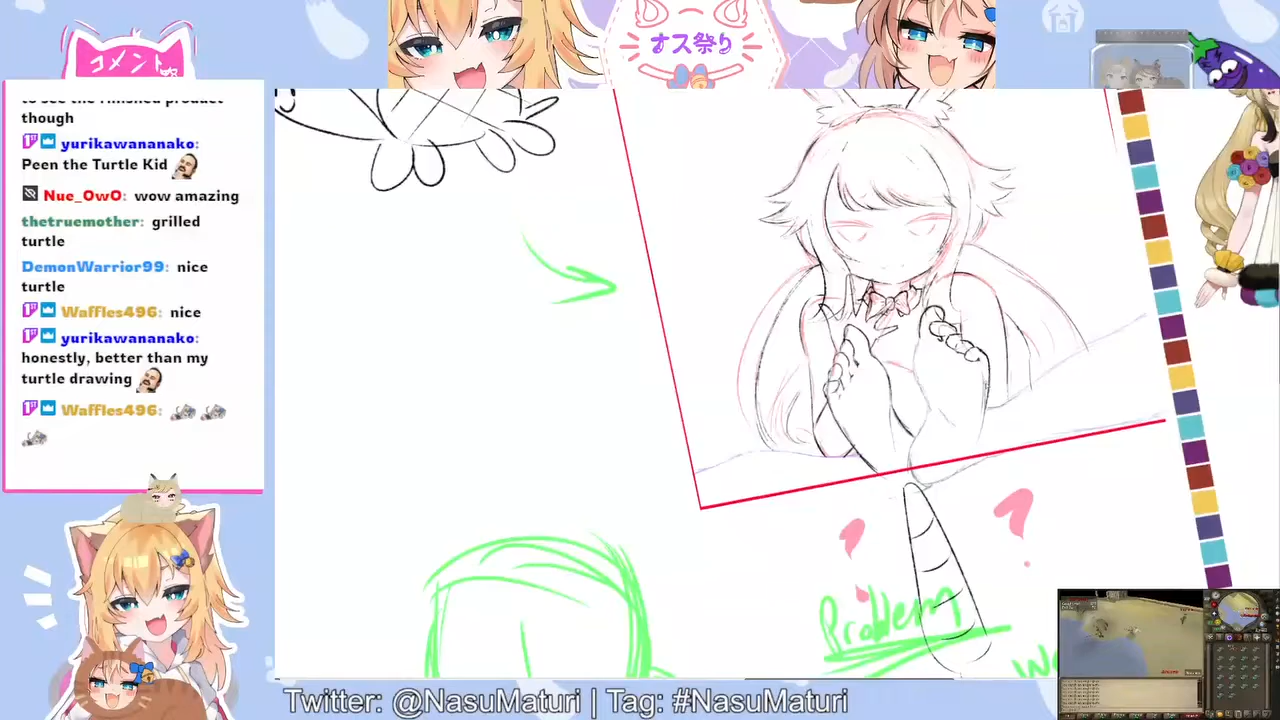 コメント
オス祭り
to see the finished product
though
yurikawananako:
Peen the Turtle Kid
Nue_OwO: wow amazing
thetruemother: grilled
turtle
DemonWarrior99: nice
turtle
Waffles496: nice
yurikawananako:
honestly, better than my
turtle drawing
Waffles496:
Problem
Twitter @NasuMaturi | Tag: #NasuMaturi